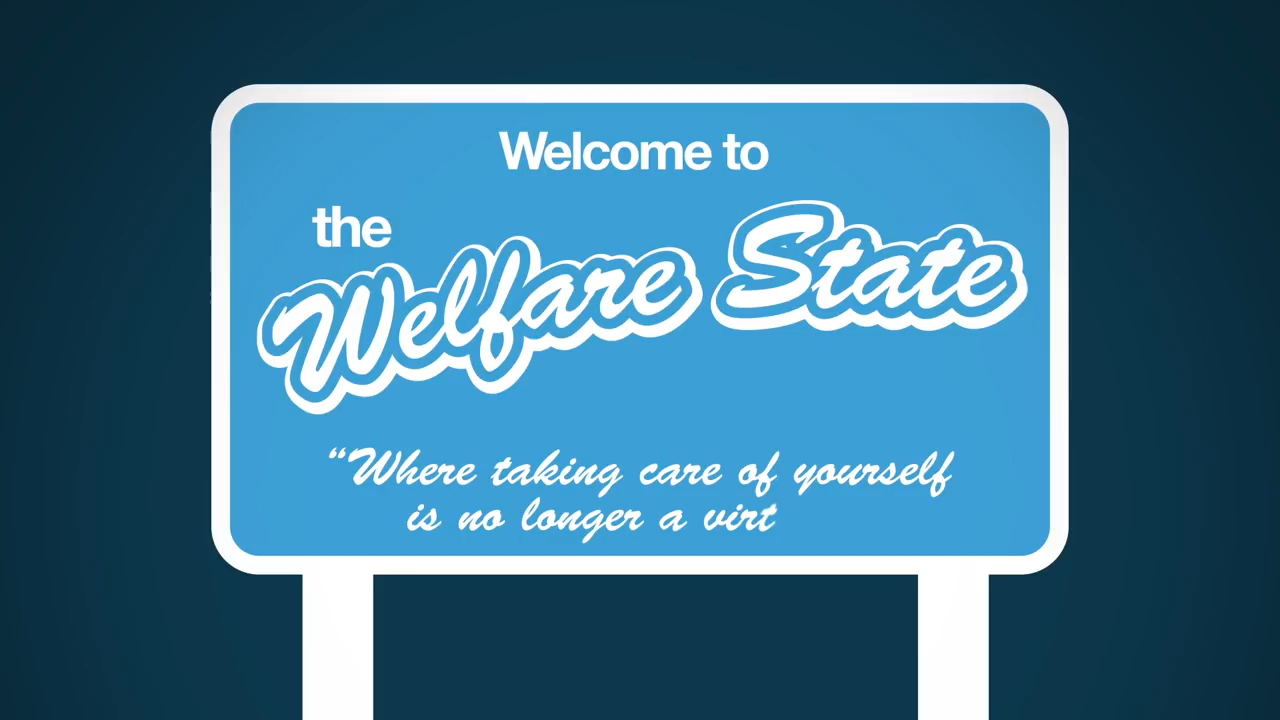 Welcome to
the
Welfare State
“Where taking care of yourself
is no longer a virt